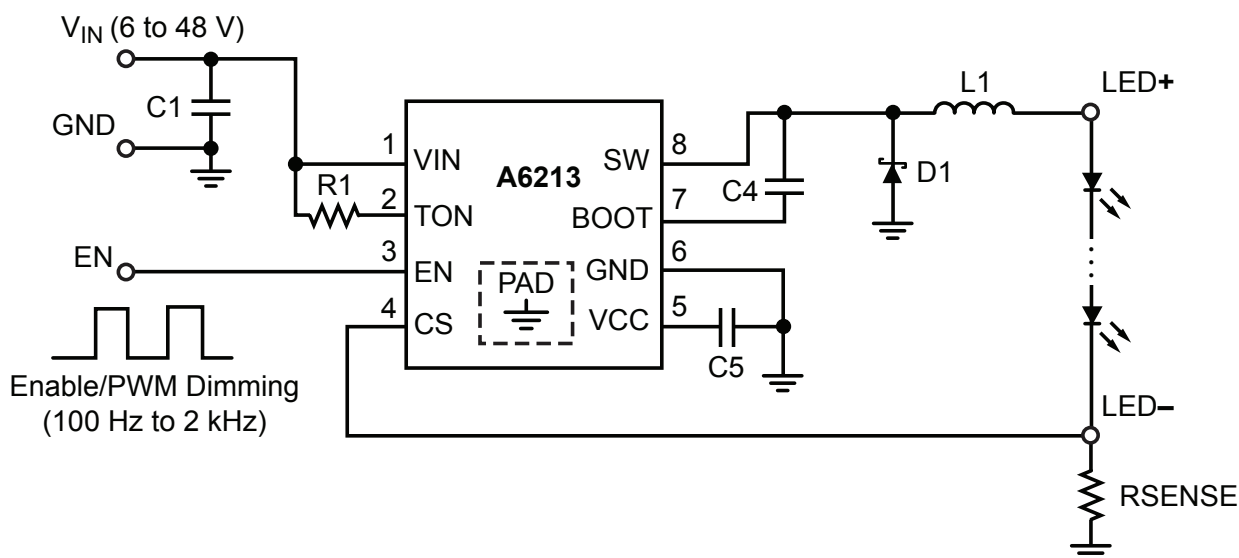 VIN (6 to 48 V)
C1
GND
L1
LED+
1
VIN
SW
8
A6213
R1
2
TON
C4
D1
BOOT
7
EN
3
EN
PAD
GND
6
4
CS
VCC
5
C5
Enable/PWM Dimming
(100 Hz to 2 kHz)
LED–
RSENSE